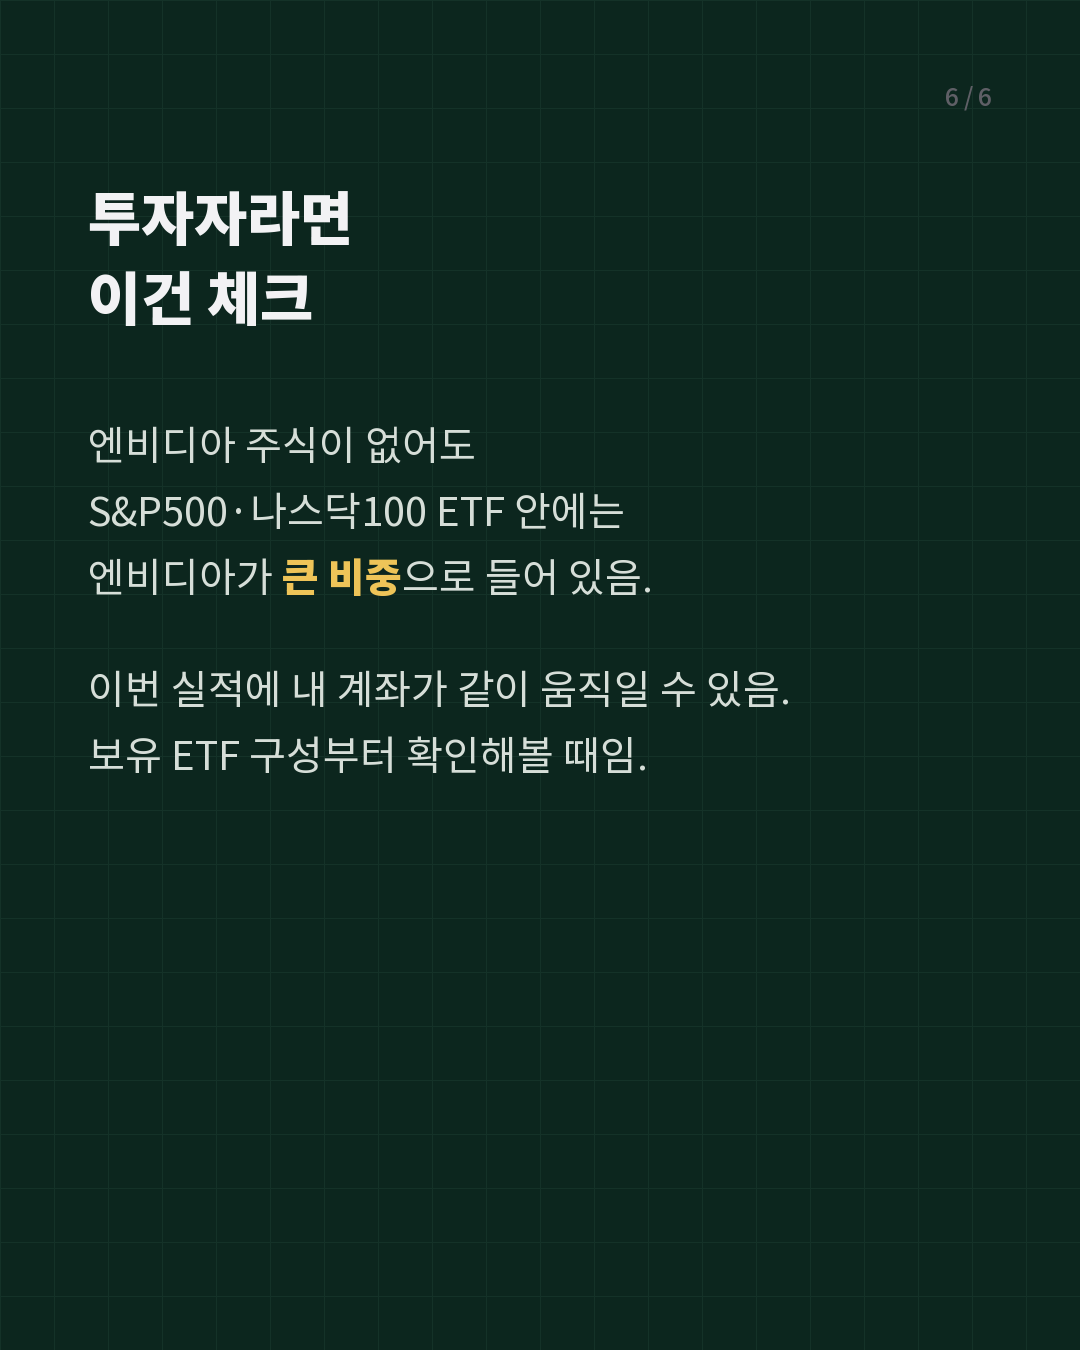 6 / 6
투자자라면
이건 체크
엔비디아 주식이 없어도
S&P500·나스닥100 ETF 안에는
엔비디아가 큰 비중으로 들어 있음.
이번 실적에 내 계좌가 같이 움직일 수 있음.
보유 ETF 구성부터 확인해볼 때임.